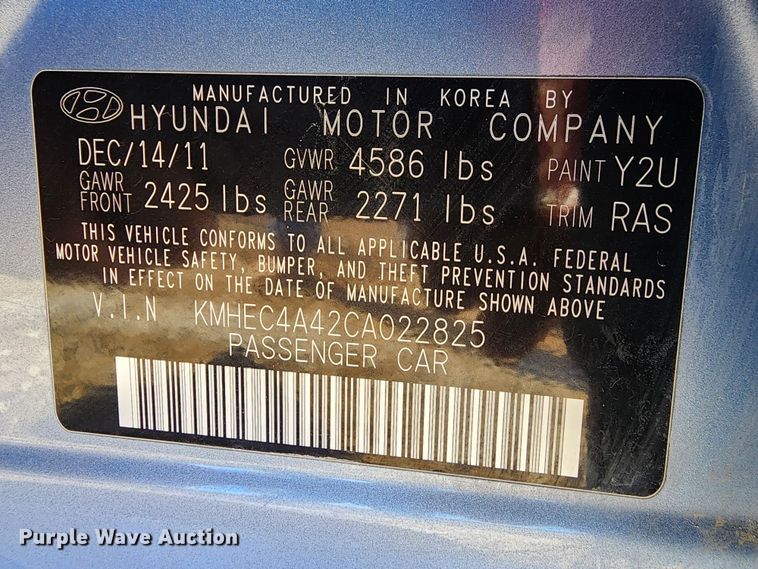 MANUFACTURED IN KOREA BY
HYUNDAI MOTOR COMPANY
DEC/14/11 GVWR 4586 lbs PAINT Y2U
GAWR FRONT 2425 lbs GAWR REAR 2271 lbs TRIM RAS
THIS VEHICLE CONFORMS TO ALL APPLICABLE U.S.A. FEDERAL
MOTOR VEHICLE SAFETY, BUMPER, AND THEFT PREVENTION STANDARDS
IN EFFECT ON THE DATE OF MANUFACTURE SHOWN ABOVE.
V.I.N KMHEC4A42CA022825
PASSENGER CAR
Purple Wave Auction